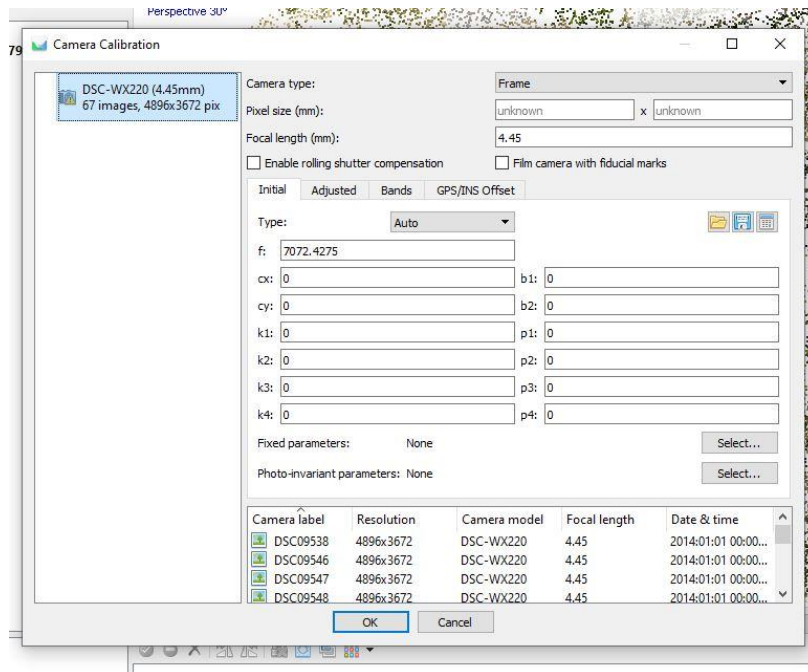 Perspective 30°
79
Camera Calibration
DSC-WX220 (4.45mm)
67 images, 4896x3672 pix
Camera type: Frame
Pixel size (mm): unknown x unknown
Focal length (mm): 4.45
Enable rolling shutter compensation Film camera with fiducial marks
Initial Adjusted Bands GPS/INS Offset
Type: Auto
f: 7072.4275
cx: 0 b1: 0
cy: 0 b2: 0
k1: 0 p1: 0
k2: 0 p2: 0
k3: 0 p3: 0
k4: 0 p4: 0
Fixed parameters: None Select...
Photo-invariant parameters: None Select...
Camera label Resolution Camera model Focal length Date & time
DSC09538 4896x3672 DSC-WX220 4.45 2014:01:01 00:00...
DSC09546 4896x3672 DSC-WX220 4.45 2014:01:01 00:00...
DSC09547 4896x3672 DSC-WX220 4.45 2014:01:01 00:00...
DSC09548 4896x3672 DSC-WX220 4.45 2014:01:01 00:00...
OK Cancel